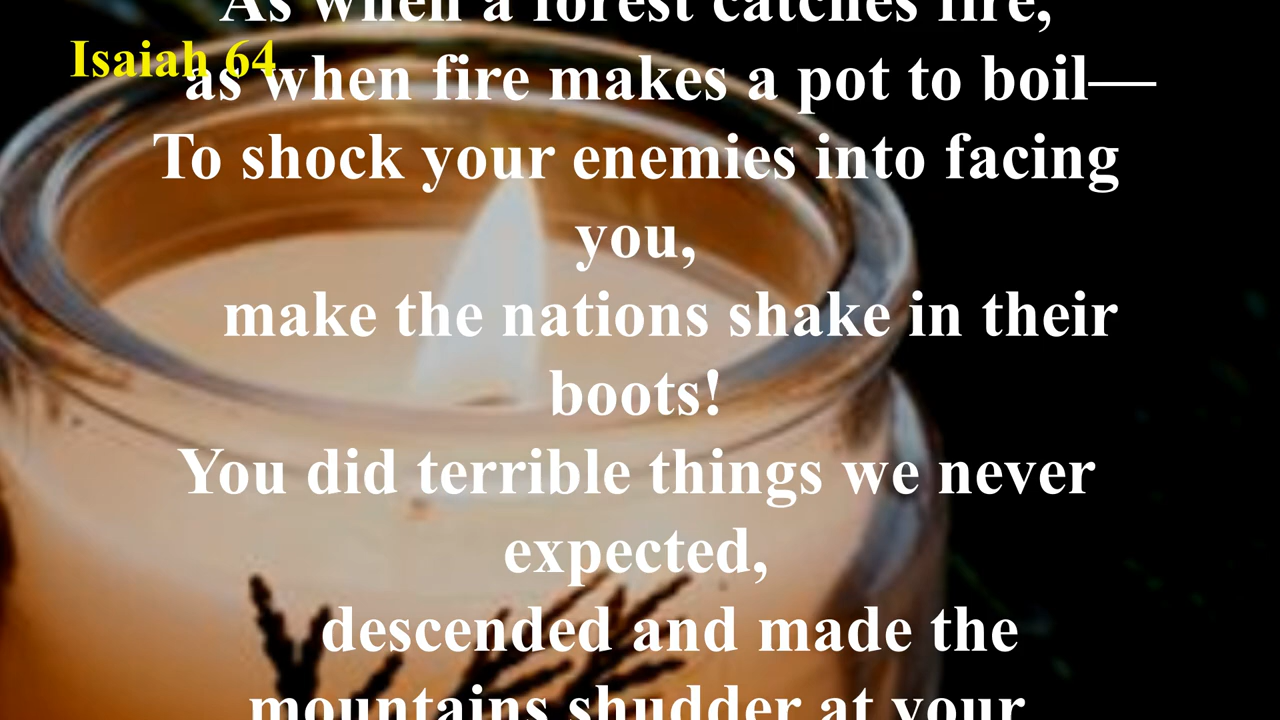 As when a forest catches fire,
Isaiah 64
as when fire makes a pot to boil—
To shock your enemies into facing
you,
make the nations shake in their
boots!
You did terrible things we never
expected,
descended and made the
mountains shudder at your